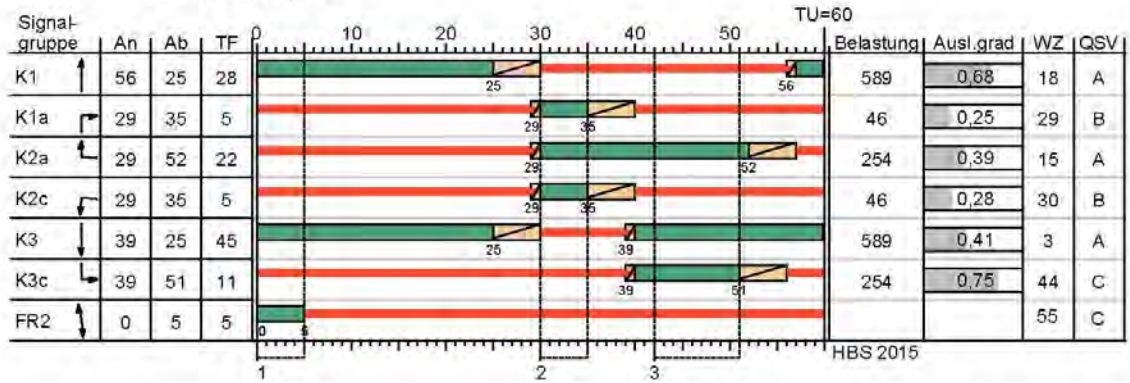 TU=60
Signal-
gruppe An Ab TF 0 10 20 30 40 50 Belastung Ausl.grad WZ QSV
K1 56 25 28 25 56 589 0,68 18 A
K1a 29 35 5 29 35 46 0,25 29 B
K2a 29 52 22 29 52 254 0,39 15 A
K2c 29 35 5 29 35 46 0,28 30 B
K3 39 25 45 25 39 589 0,41 3 A
K3c 39 51 11 39 51 254 0,75 44 C
FR2 0 5 5 0 5 55 C
HBS 2015
1 2 3